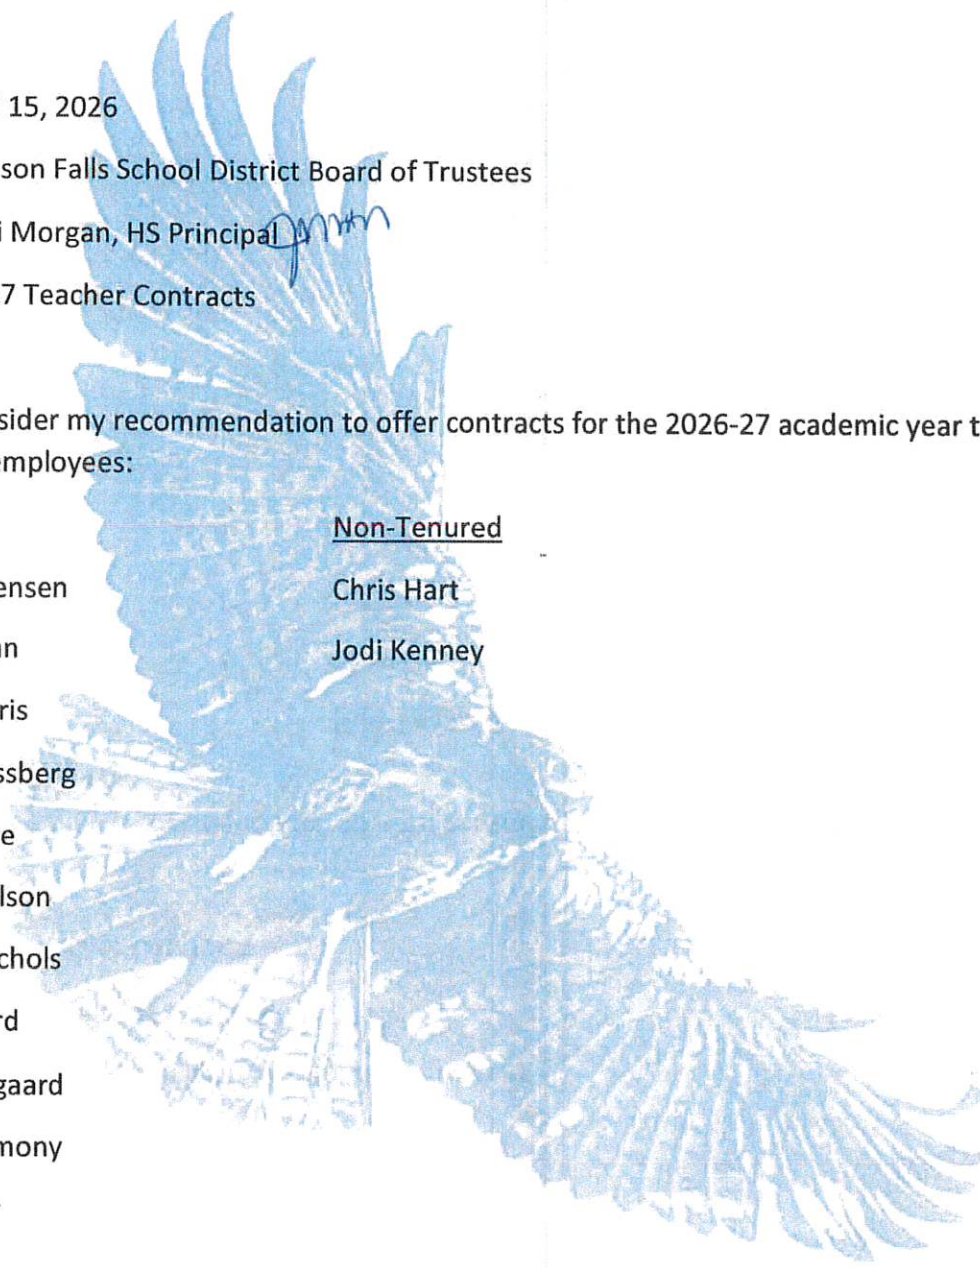 15, 2026
son Falls School District Board of Trustees
i Morgan, HS Principal
7 Teacher Contracts
sider my recommendation to offer contracts for the 2026-27 academic year t
employees:
Non-Tenured
ensen Chris Hart
n Jodi Kenney
ris
ssberg
e
lson
chols
rd
gaard
mony